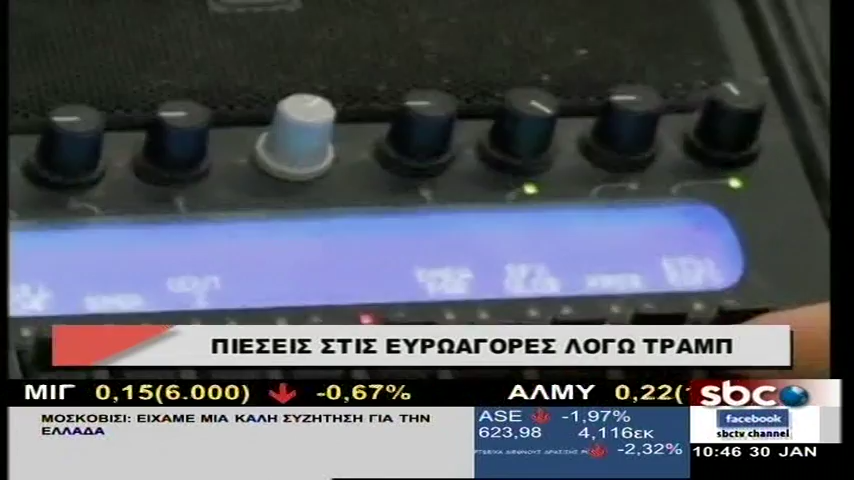 ΠΙΕΣΕΙΣ ΣΤΙΣ ΕΥΡΩΑΓΟΡΕΣ ΛΟΓΩ ΤΡΑΜΠ
ΜΙΓ 0,15(6.000) -0,67% ΑΛΜΥ 0,22(
sbc
ΜΟΣΚΟΒΙΣΙ: ΕΙΧΑΜΕ ΜΙΑ ΚΑΛΗ ΣΥΖΗΤΗΣΗ ΓΙΑ ΤΗΝ
ΕΛΛΑΔΑ
ASE -1,97%
623,98 4,116εκ
-2,32%
facebook
sbctv channel
10:46 30 JAN